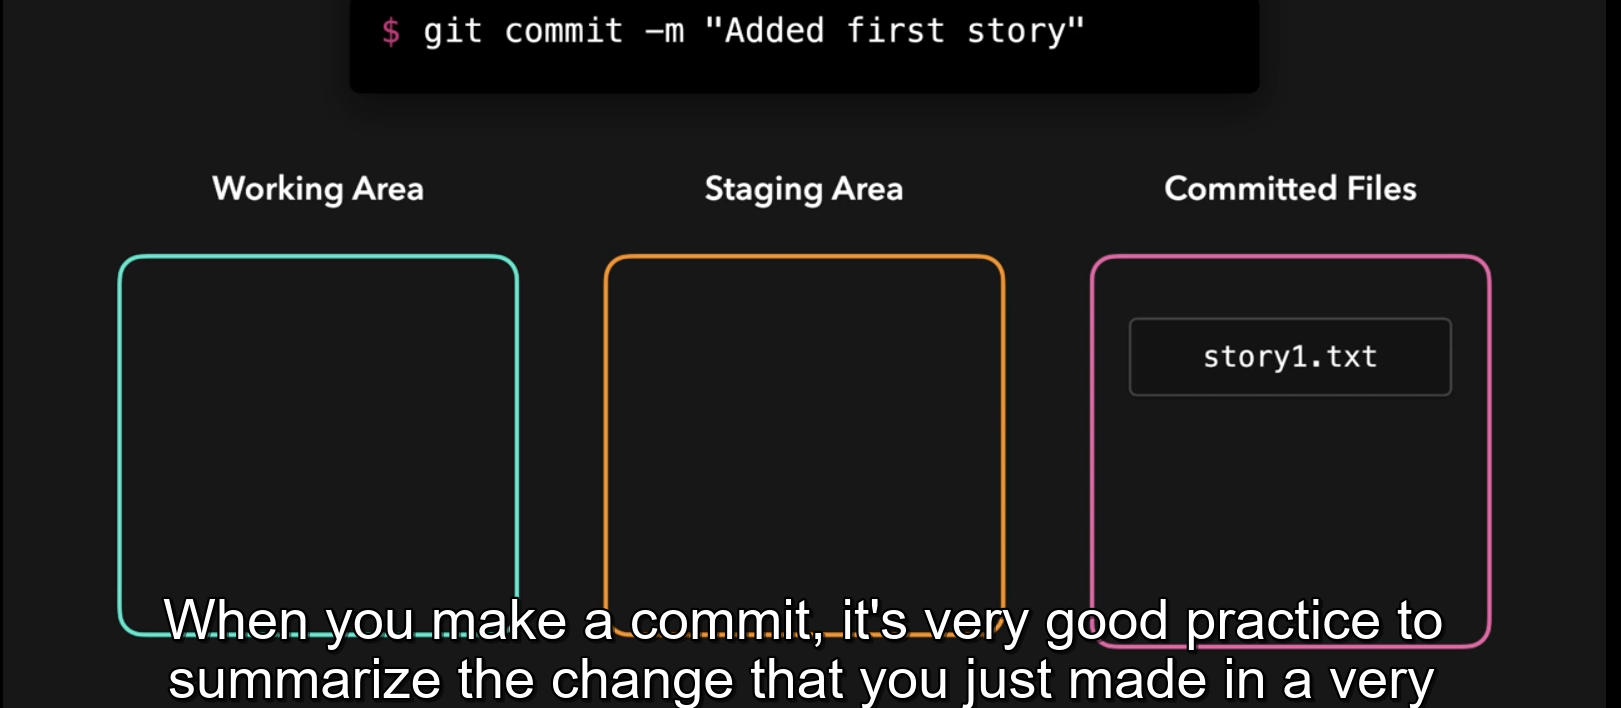 $ git commit –m "Added first story"
Working Area
Staging Area
Committed Files
story1.txt
When you make a commit, it's very good practice to
summarize the change that you just made in a very